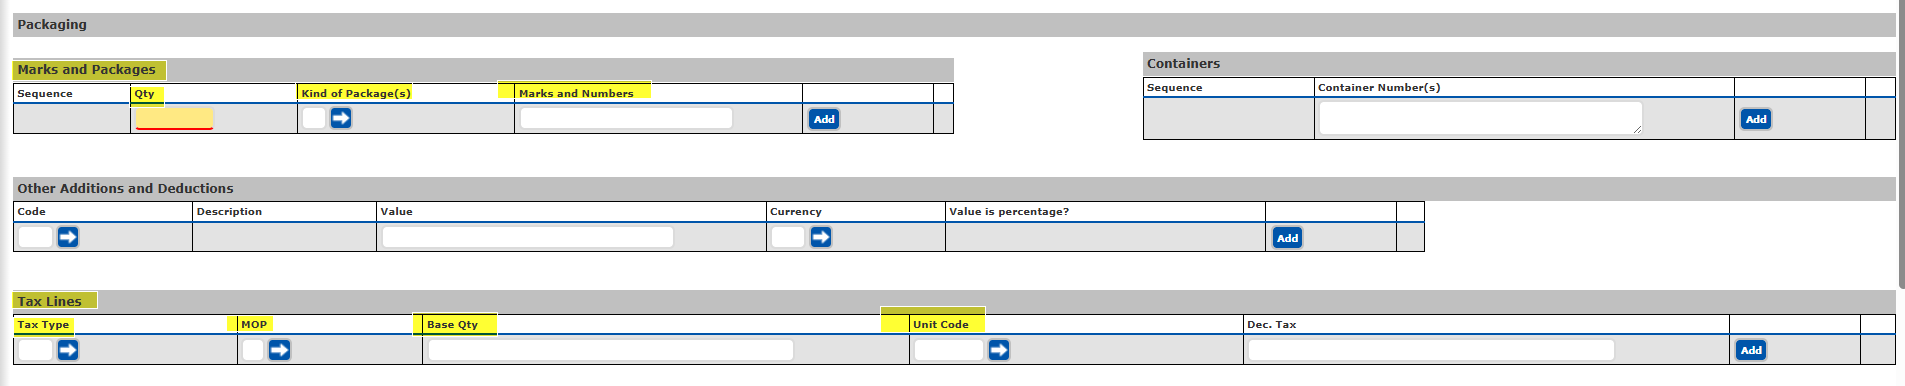 Packaging
Marks and Packages
Containers
Sequence Qty Kind of Package(s) Marks and Numbers
Sequence Container Number(s)
Add
Add
Other Additions and Deductions
Code Description Value Currency Value is percentage?
Add
Tax Lines
Tax Type MOP Base Qty Unit Code Dec. Tax
Add